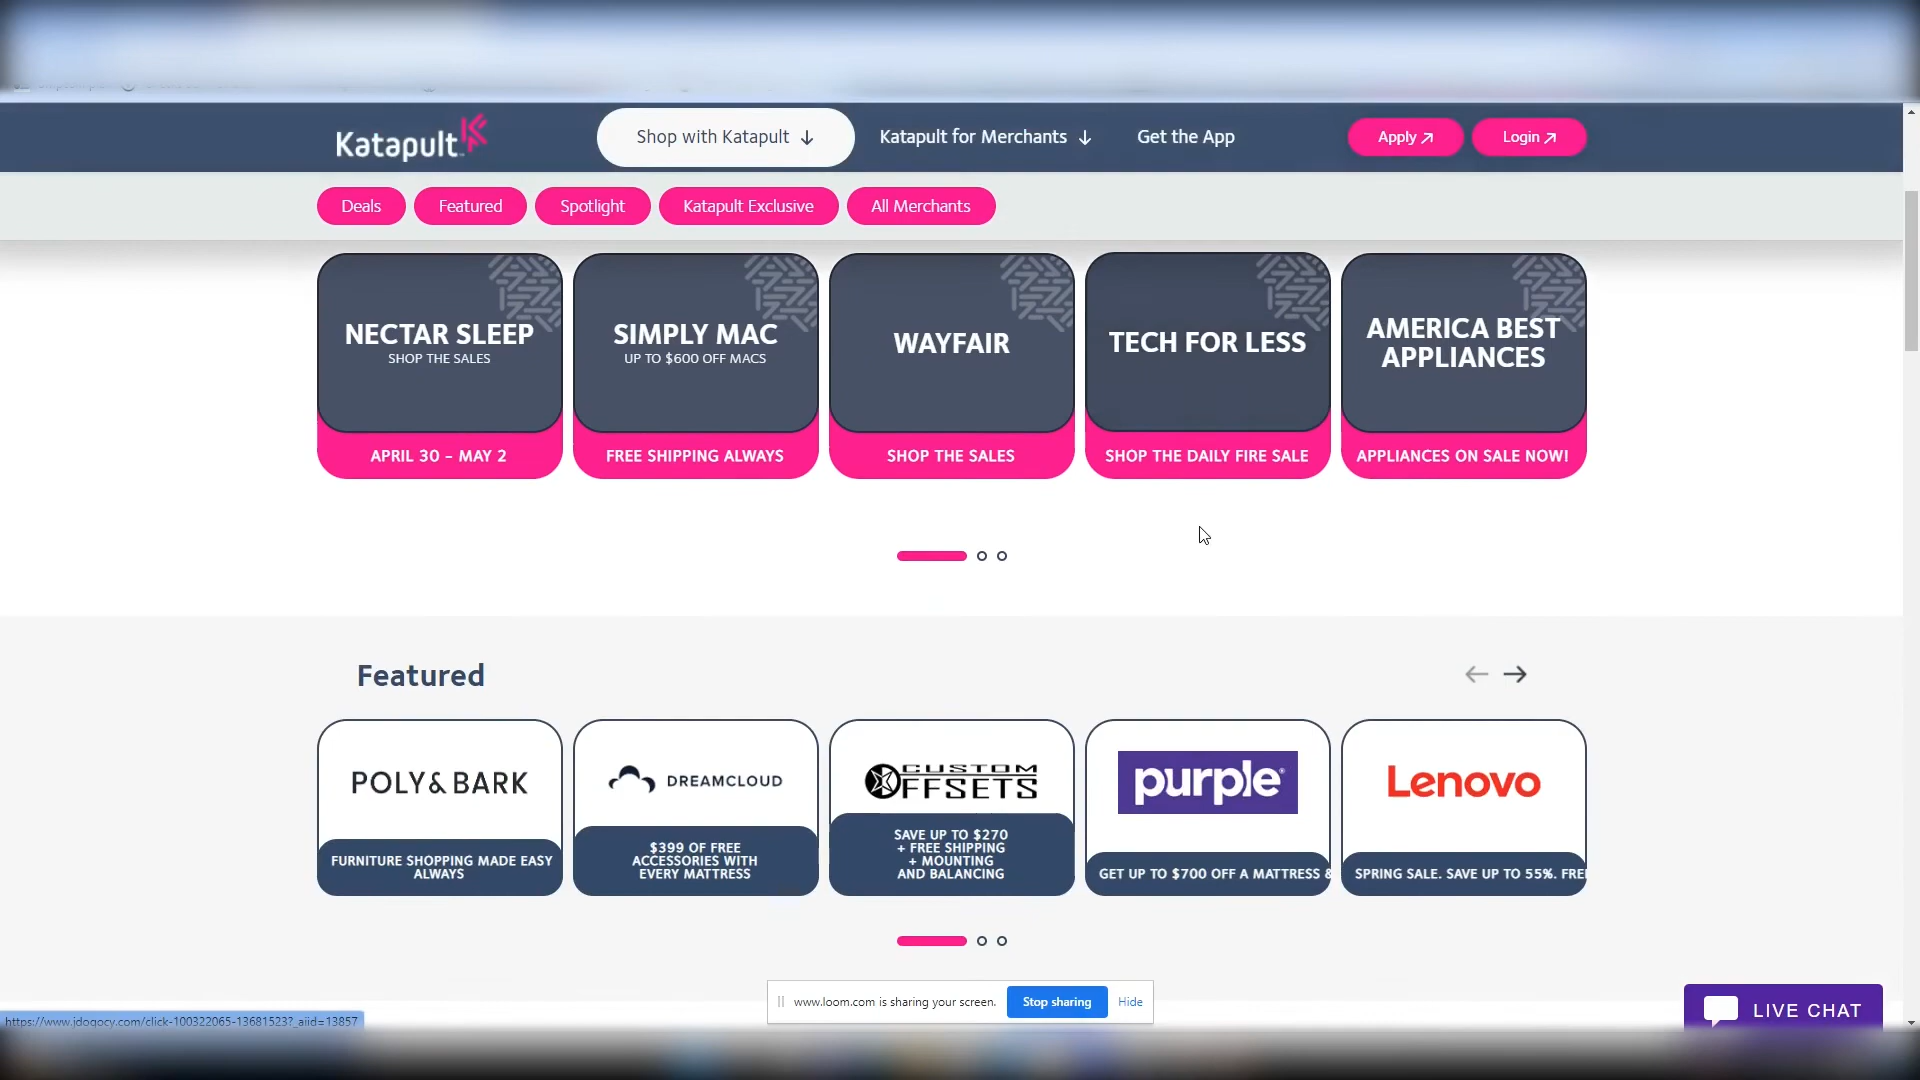 Katapult
Shop with Katapult ↓
Katapult for Merchants ↓
Get the App
Apply ↗
Login ↗
Deals
Featured
Spotlight
Katapult Exclusive
All Merchants
NECTAR SLEEP
SHOP THE SALES
APRIL 30 - MAY 2
SIMPLY MAC
UP TO $600 OFF MACS
FREE SHIPPING ALWAYS
WAYFAIR
SHOP THE SALES
TECH FOR LESS
SHOP THE DAILY FIRE SALE
AMERICA BEST
APPLIANCES
APPLIANCES ON SALE NOW!
Featured
POLY & BARK
FURNITURE SHOPPING MADE EASY
ALWAYS
DREAMCLOUD
$399 OF FREE
ACCESSORIES WITH
EVERY MATTRESS
CUSTOM
OFFSETS
SAVE UP TO $270
+ FREE SHIPPING
+ MOUNTING
AND BALANCING
purple
GET UP TO $700 OFF A MATTRESS &
Lenovo
SPRING SALE. SAVE UP TO 55%. FREE
www.loom.com is sharing your screen.
Stop sharing
Hide
LIVE CHAT
https://www.jdogocy.com/click-100322065-13681523?_aiid=13857